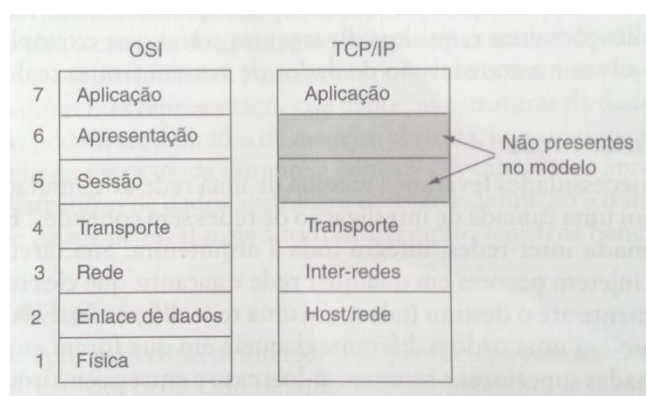 OSI TCP/IP
7 Aplicação Aplicação
6 Apresentação
5 Sessão
Não presentes
no modelo
4 Transporte Transporte
3 Rede Inter-redes
2 Enlace de dados Host/rede
1 Física